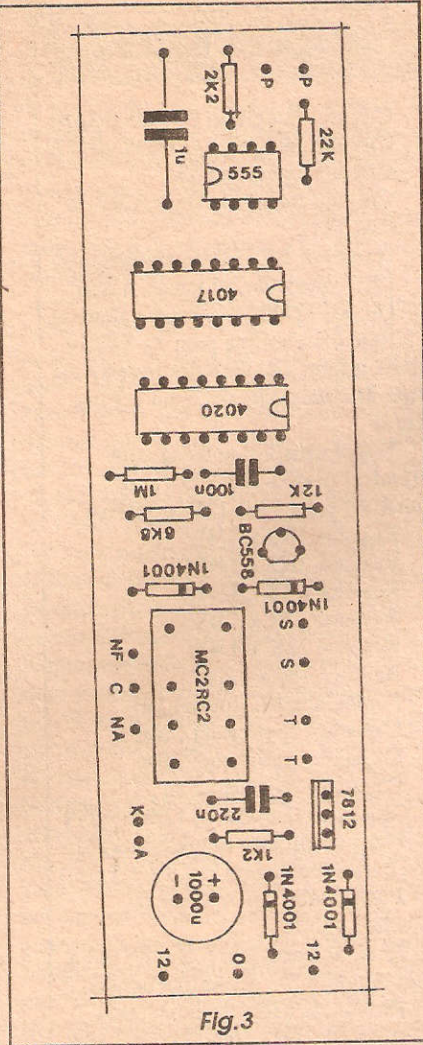 2K2
P
P
22K
1u
555
4017
4020
1M
100n
12K
6K8
BC558
1N4001
1N4001
S
S
NF
C
NA
MC2RC2
T
T
220n
7812
K
A
1K2
1N4001
1N4001
+
1000u
-
12
0
12
Fig.3